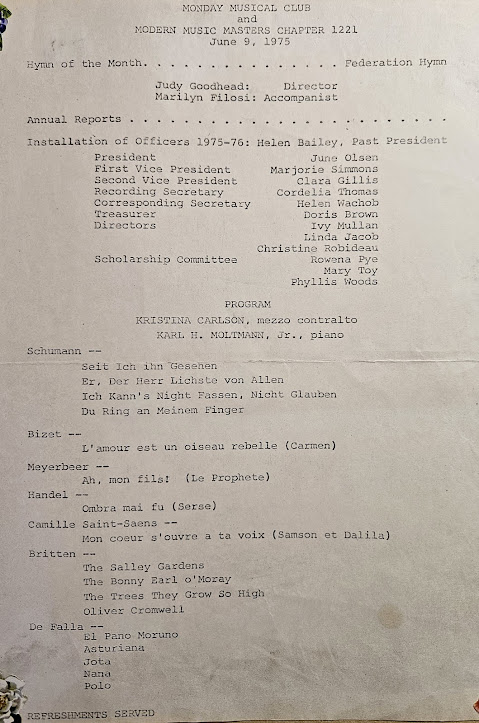 MONDAY MUSICAL CLUB
and
MODERN MUSIC MASTERS CHAPTER 1221
June 9, 1975
Hymn of the Month. . . . . . . . . . . . . . . . Federation Hymn
Judy Goodhead: Director
Marilyn Filosi: Accompanist
Annual Reports . . . . . . . . . . . . . . . . . . . . . . . . .
Installation of Officers 1975-76: Helen Bailey, Past President
President June Olsen
First Vice President Marjorie Simmons
Second Vice President Clara Gillis
Recording Secretary Cordelia Thomas
Corresponding Secretary Helen Wachob
Treasurer Doris Brown
Directors Ivy Mullan
Linda Jacob
Christine Robideau
Scholarship Committee Rowena Pye
Mary Toy
Phyllis Woods
PROGRAM
KRISTINA CARLSON, mezzo contralto
KARL H. MOLTMANN, Jr., piano
Schumann --
Seit Ich ihn Gesehen
Er, Der Herr Lichste von Allen
Ich Kann's Night Fassen, Nicht Glauben
Du Ring an Meinem Finger
Bizet --
L'amour est un oiseau rebelle (Carmen)
Meyerbeer --
Ah, mon fils! (Le Prophete)
Handel --
Ombra mai fu (Serse)
Camille Saint-Saens --
Mon coeur s'ouvre a ta voix (Samson et Dalila)
Britten --
The Salley Gardens
The Bonny Earl o'Moray
The Trees They Grow So High
Oliver Cromwell
De Falla --
El Pano Moruno
Asturiana
Jota
Nana
Polo
REFRESHMENTS SERVED